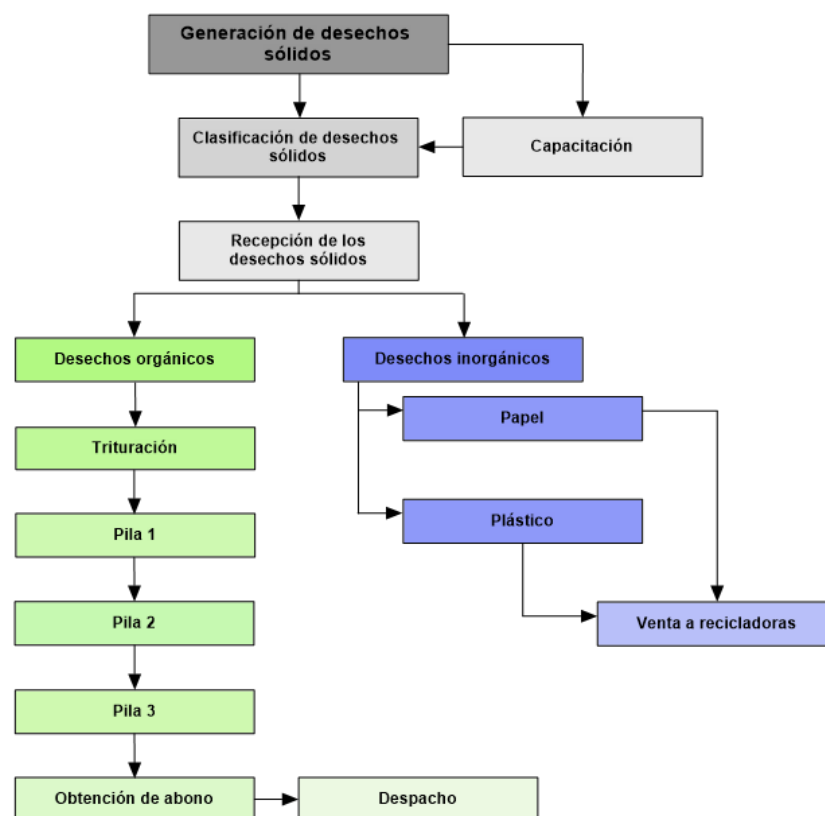 Generación de desechos
sólidos
Clasificación de desechos
sólidos
Capacitación
Recepción de los
desechos sólidos
Desechos orgánicos
Desechos inorgánicos
Papel
Trituración
Plástico
Pila 1
Pila 2
Venta a recicladoras
Pila 3
Obtención de abono
Despacho